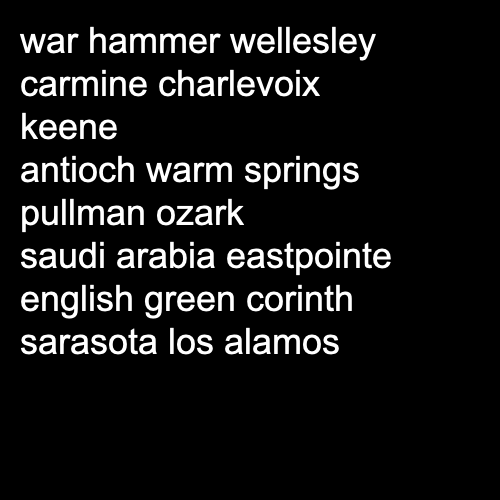 war hammer wellesley
carmine charlevoix
keene
antioch warm springs
pullman ozark
saudi arabia eastpointe
english green corinth
sarasota los alamos